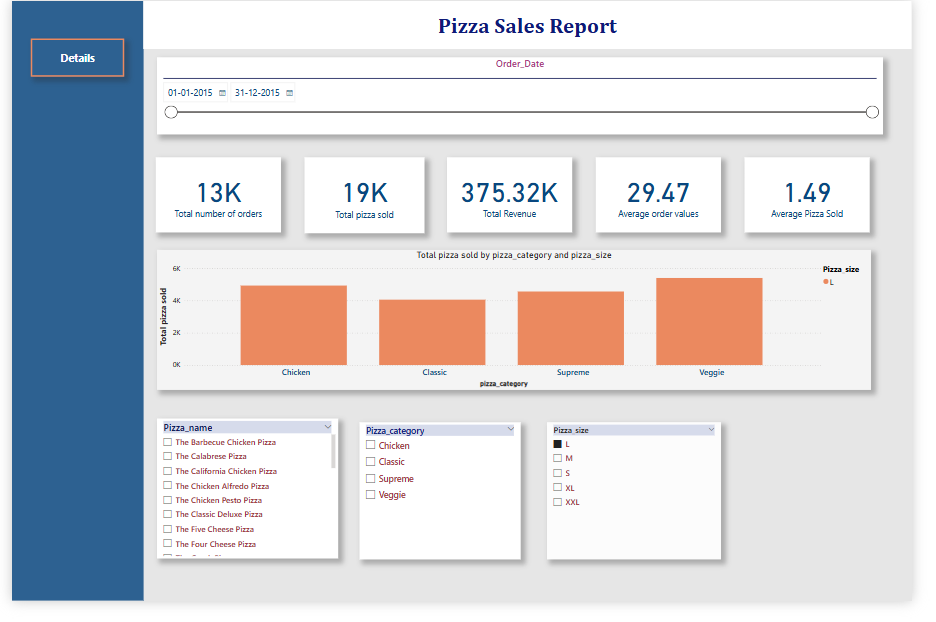 Pizza Sales Report
Details
Order_Date
01-01-2015 31-12-2015
13K
Total number of orders
19K
Total pizza sold
375.32K
Total Revenue
29.47
Average order values
1.49
Average Pizza Sold
Total pizza sold by pizza_category and pizza_size
Total pizza sold
6K
4K
2K
0K
Chicken Classic Supreme Veggie
pizza_category
Pizza_size
L
Pizza_name
The Barbecue Chicken Pizza
The Calabrese Pizza
The California Chicken Pizza
The Chicken Alfredo Pizza
The Chicken Pesto Pizza
The Classic Deluxe Pizza
The Five Cheese Pizza
The Four Cheese Pizza
Pizza_category
Chicken
Classic
Supreme
Veggie
Pizza_size
L
M
S
XL
XXL